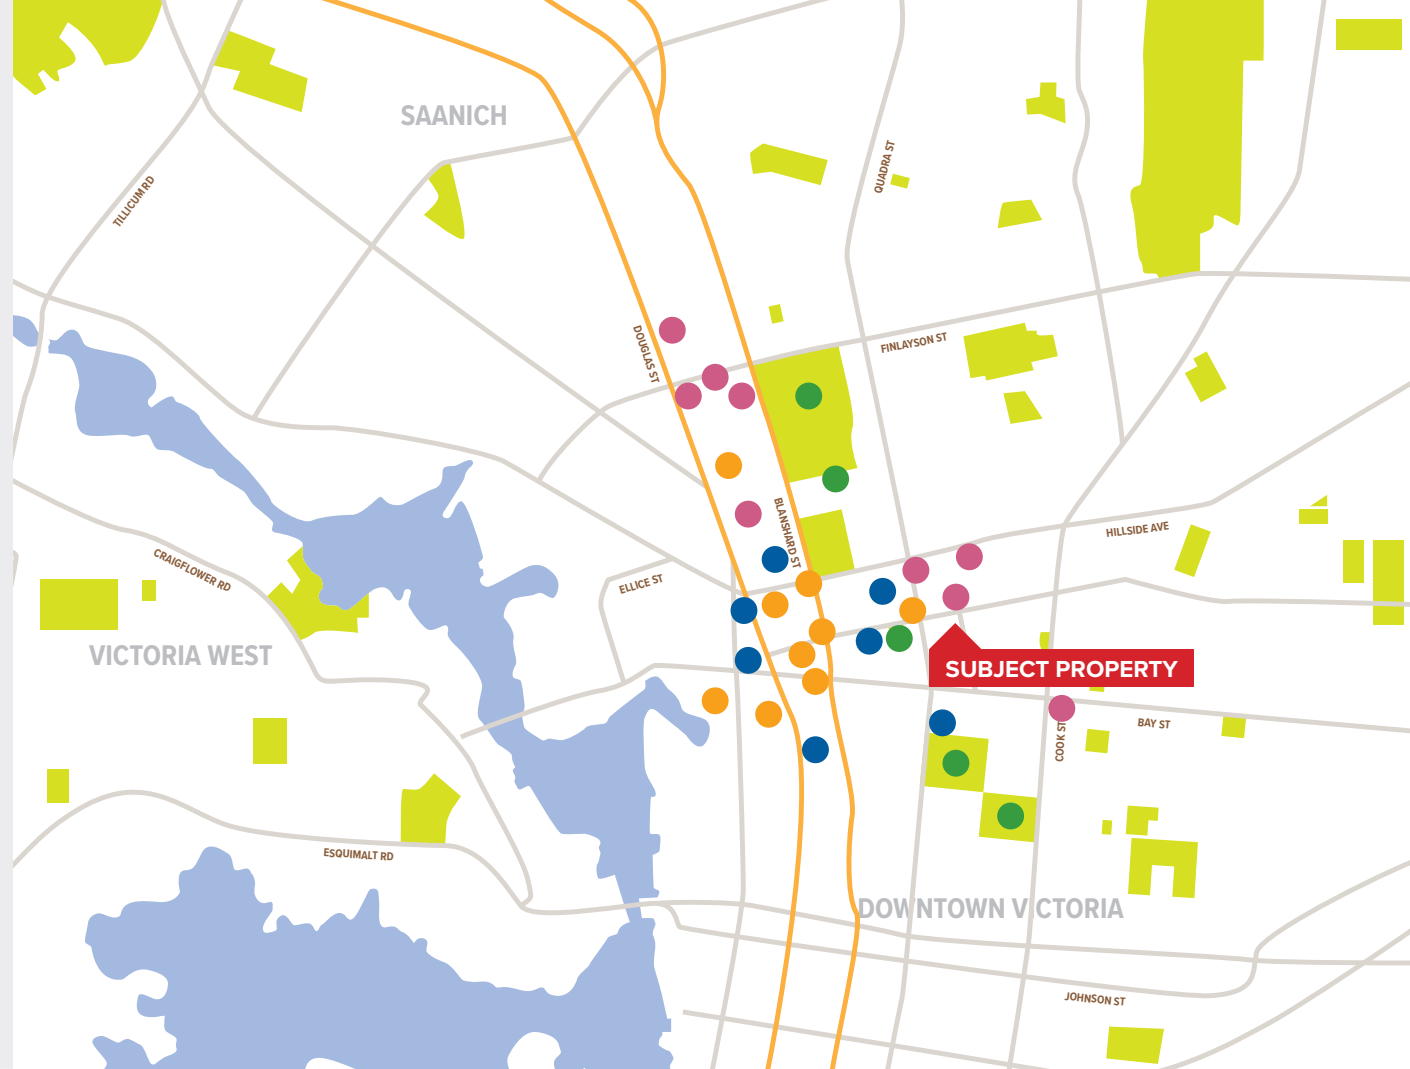 SAANICH
TILLICUM RD
QUADRA ST
DOUGLAS ST
FINLAYSON ST
BLANSHARD ST
HILLSIDE AVE
CRAIGFLOWER RD
ELLICE ST
VICTORIA WEST
SUBJECT PROPERTY
BAY ST
COOK ST
ESQUIMALT RD
DOWNTOWN VICTORIA
JOHNSON ST